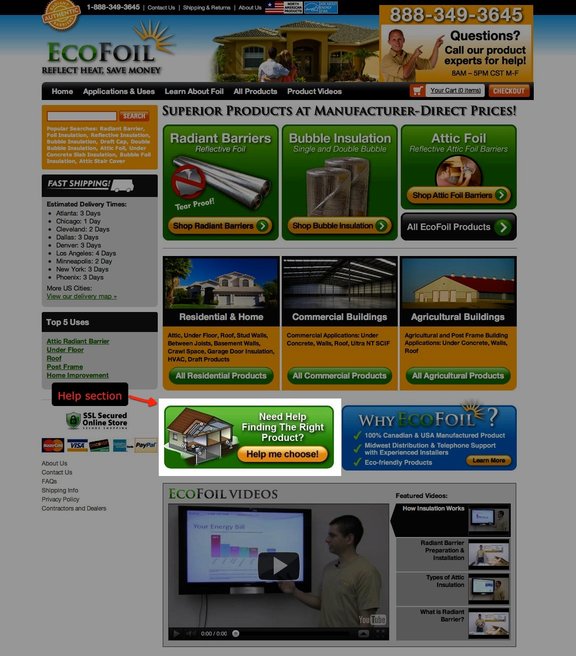 AUTHENTIC
1-888-349-3645 | Contact Us | Shipping & Returns | About Us
NORTH AMERICAN PRODUCTS
ECOFOIL
REFLECT HEAT, SAVE MONEY
888-349-3645
Questions?
Call our product
experts for help!
8AM – 5PM CST M-F
Home Applications & Uses Learn About Foil All Products Product Videos
Your Cart (0 items) CHECKOUT
SEARCH
Popular Searches: Radiant Barrier,
Foil Insulation, Reflective Insulation,
Bubble Insulation, Draft Cap, Double
Bubble Insulation, Attic Foil, Under
Concrete Slab Insulation, Bubble Foil
Insulation, Attic Stair Cover
FAST SHIPPING!
Estimated Delivery Times:
Atlanta: 3 Days
Chicago: 1 Day
Cleveland: 2 Days
Dallas: 3 Days
Denver: 3 Days
Los Angeles: 4 Days
Minneapolis: 2 Day
New York: 3 Days
Phoenix: 3 Days
More US Cities:
View our delivery map »
Top 5 Uses
Attic Radiant Barrier
Under Floor
Roof
Post Frame
Home Improvement
Help section
SSL Secured
Online Store
VISA PayPal
About Us
Contact Us
FAQs
Shipping Info
Privacy Policy
Contractors and Dealers
SUPERIOR PRODUCTS AT MANUFACTURER-DIRECT PRICES!
Radiant Barriers
Reflective Foil
Tear Proof!
Shop Radiant Barriers
Bubble Insulation
Single and Double Bubble
Shop Bubble Insulation
Attic Foil
Reflective Attic Foil Barriers
Shop Attic Foil Barriers
All EcoFoil Products
Residential & Home
Attic, Under Floor, Roof, Stud Walls,
Between Joists, Basement Walls,
Crawl Space, Garage Door Insulation,
HVAC, Draft Products
All Residential Products
Commercial Buildings
Commercial Applications: Under
Concrete, Walls, Roof, Ultra NT SCIF
All Commercial Products
Agricultural Buildings
Agricultural and Post Frame Building
Applications: Under Concrete, Walls,
Roof
All Agricultural Products
Need Help
Finding The Right
Product?
Help me choose!
WHY ECOFOIL?
100% Canadian & USA Manufactured Product
Midwest Distribution & Telephone Support
with Experienced Installers
Eco-friendly Products
Learn More
ECOFOIL VIDEOS
Your Energy Bill
YouTube
0:00 / 0:00
Featured Videos:
How Insulation Works
Radiant Barrier
Preparation &
Installation
Types of Attic
Insulation
What is Radiant
Barrier?